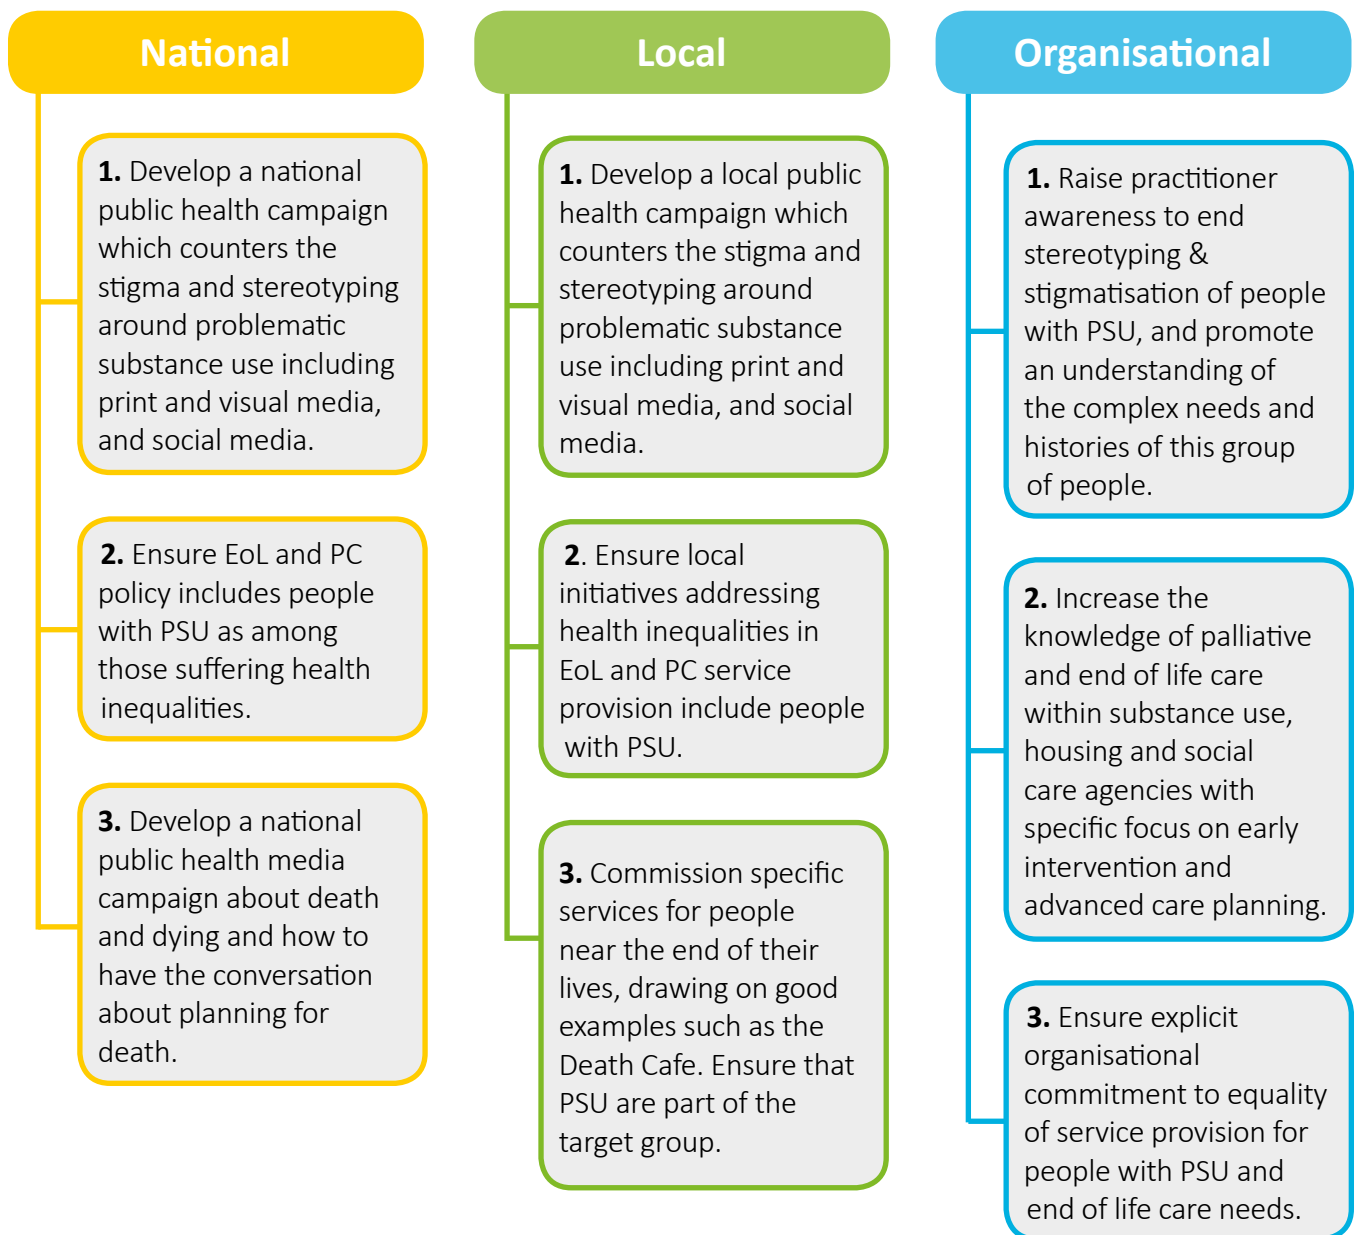 National
1. Develop a national
public health campaign
which counters the
stigma and stereotyping
around problematic
substance use including
print and visual media,
and social media.
2. Ensure EoL and PC
policy includes people
with PSU as among
those suffering health
inequalities.
3. Develop a national
public health media
campaign about death
and dying and how to
have the conversation
about planning for
death.
Local
1. Develop a local public
health campaign which
counters the stigma and
stereotyping around
problematic substance
use including print and
visual media, and social
media.
2. Ensure local
initiatives addressing
health inequalities in
EoL and PC service
provision include people
with PSU.
3. Commission specific
services for people
near the end of their
lives, drawing on good
examples such as the
Death Cafe. Ensure that
PSU are part of the
target group.
Organisational
1. Raise practitioner
awareness to end
stereotyping &
stigmatisation of people
with PSU, and promote
an understanding of
the complex needs and
histories of this group
of people.
2. Increase the
knowledge of palliative
and end of life care
within substance use,
housing and social
care agencies with
specific focus on early
intervention and
advanced care planning.
3. Ensure explicit
organisational
commitment to equality
of service provision for
people with PSU and
end of life care needs.